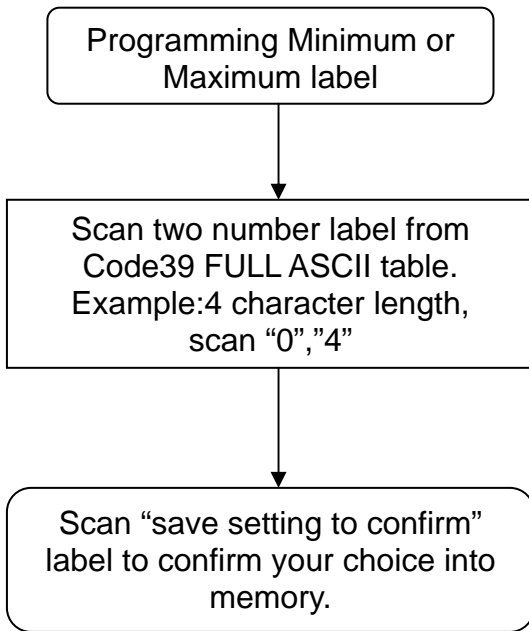 Programming Minimum or
Maximum label
Scan two number label from
Code39 FULL ASCII table.
Example:4 character length,
scan “0”,”4”
Scan “save setting to confirm”
label to confirm your choice into
memory.